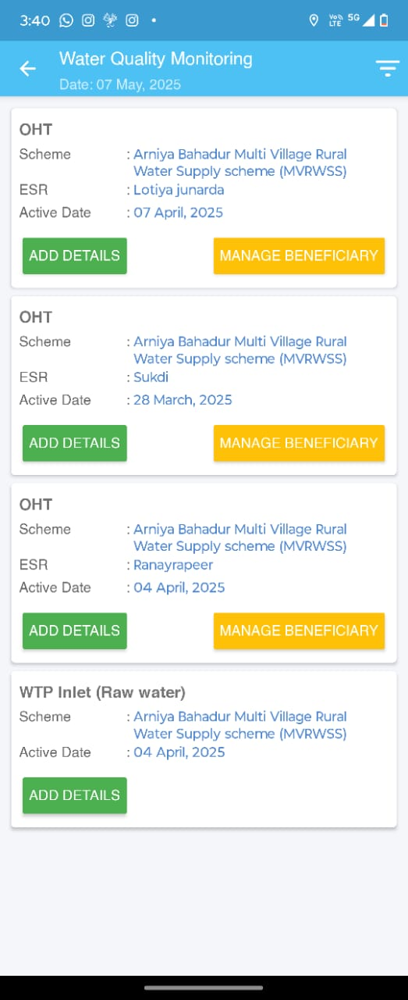 3:40
Vo))
LTE
5G
Water Quality Monitoring
Date: 07 May, 2025
OHT
Scheme : Arniya Bahadur Multi Village Rural
Water Supply scheme (MVRWSS)
ESR : Lotiya junarda
Active Date : 07 April, 2025
ADD DETAILS MANAGE BENEFICIARY
OHT
Scheme : Arniya Bahadur Multi Village Rural
Water Supply scheme (MVRWSS)
ESR : Sukdi
Active Date : 28 March, 2025
ADD DETAILS MANAGE BENEFICIARY
OHT
Scheme : Arniya Bahadur Multi Village Rural
Water Supply scheme (MVRWSS)
ESR : Ranayrapeer
Active Date : 04 April, 2025
ADD DETAILS MANAGE BENEFICIARY
WTP Inlet (Raw water)
Scheme : Arniya Bahadur Multi Village Rural
Water Supply scheme (MVRWSS)
Active Date : 04 April, 2025
ADD DETAILS